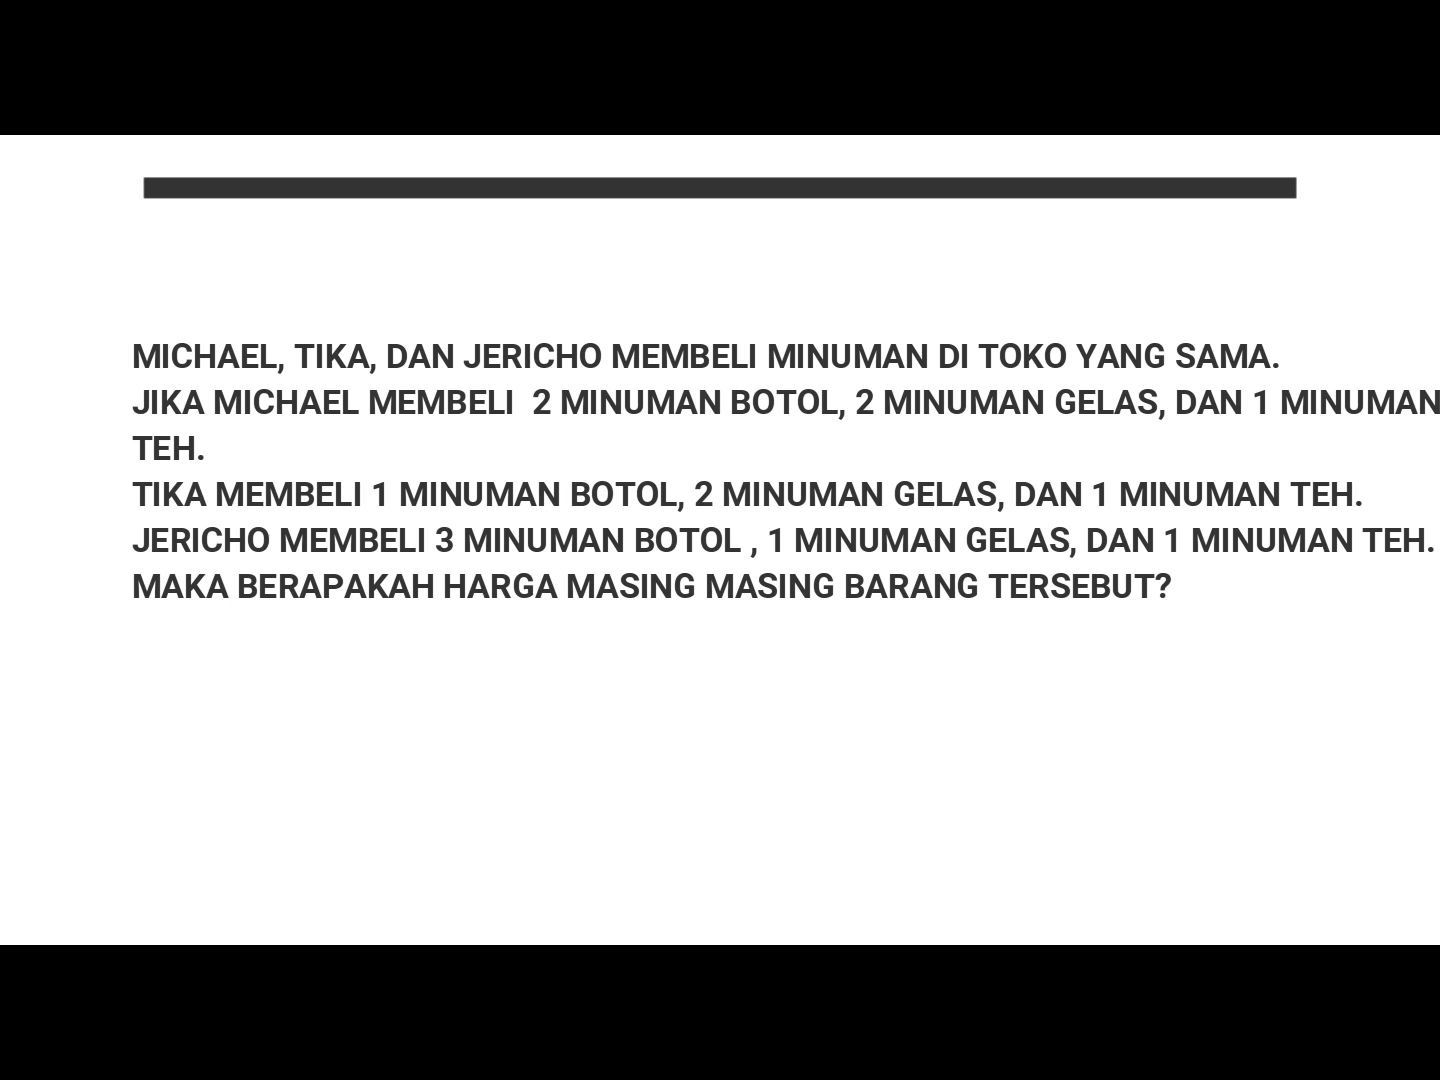 MICHAEL, TIKA, DAN JERICHO MEMBELI MINUMAN DI TOKO YANG SAMA.
JIKA MICHAEL MEMBELI  2 MINUMAN BOTOL, 2 MINUMAN GELAS, DAN 1 MINUMAN
TEH.
TIKA MEMBELI 1 MINUMAN BOTOL, 2 MINUMAN GELAS, DAN 1 MINUMAN TEH.
JERICHO MEMBELI 3 MINUMAN BOTOL , 1 MINUMAN GELAS, DAN 1 MINUMAN TEH.
MAKA BERAPAKAH HARGA MASING MASING BARANG TERSEBUT?